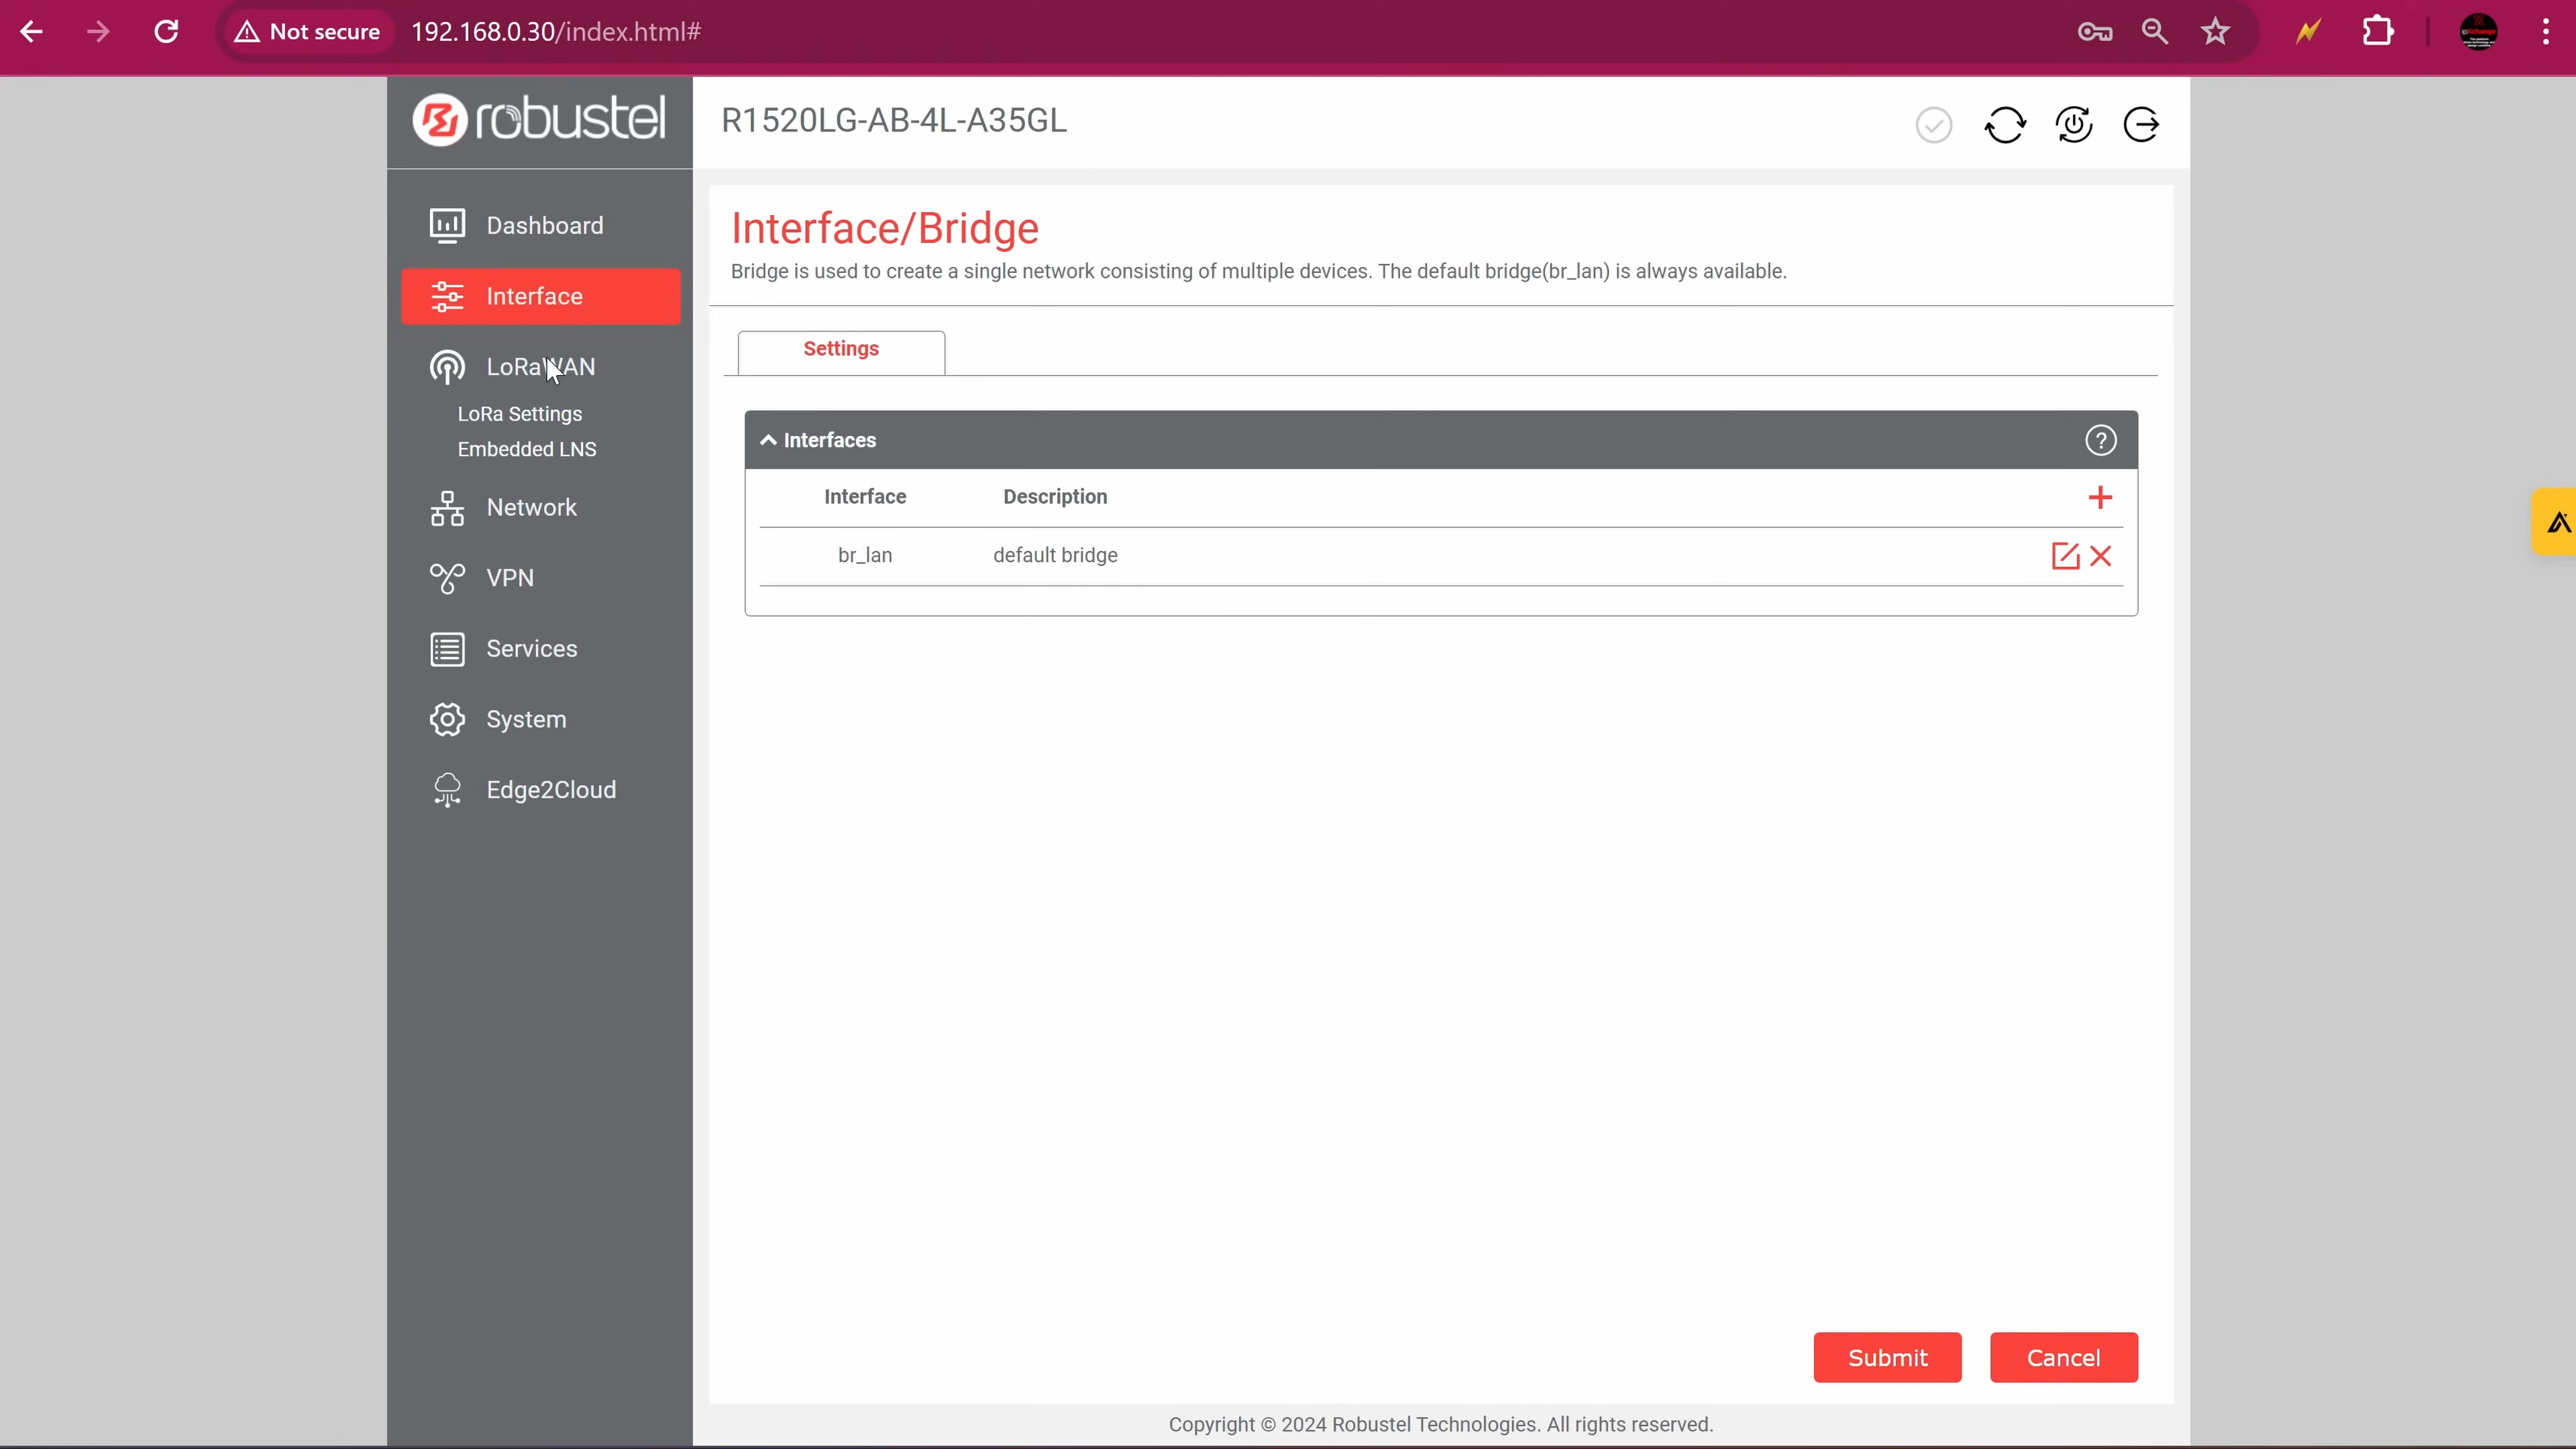 Not secure
192.168.0.30/index.html#
robustel
R1520LG-AB-4L-A35GL
Dashboard
Interface
LoRaWAN
LoRa Settings
Embedded LNS
Network
VPN
Services
System
Edge2Cloud
Interface/Bridge
Bridge is used to create a single network consisting of multiple devices. The default bridge(br_lan) is always available.
Settings
Interfaces
?
Interface Description
br_lan default bridge
Submit Cancel
Copyright © 2024 Robustel Technologies. All rights reserved.